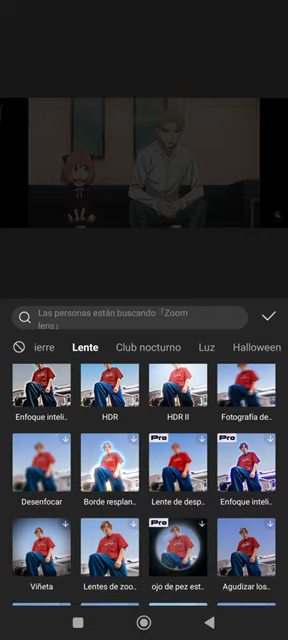 Las personas están buscando「Zoom
lens」
ierre Lente Club nocturno Luz Halloween
Enfoque inteli.. HDR HDR II Fotografía de..
Pro Pro
Desenfocar Borde resplan.. Lente de desp.. Enfoque inteli..
Pro
Viñeta Lentes de zoo.. ojo de pez est.. Agudizar los..